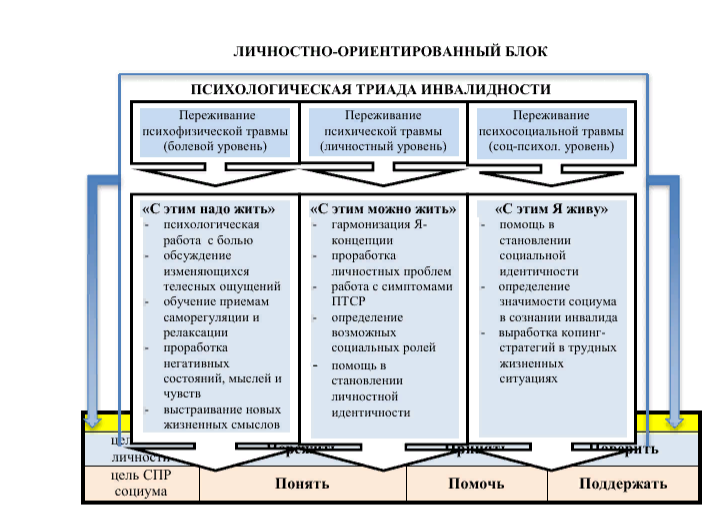 ЛИЧНОСТНО-ОРИЕНТИРОВАННЫЙ БЛОК
ПСИХОЛОГИЧЕСКАЯ ТРИАДА ИНВАЛИДНОСТИ
Переживание
психофизической травмы
(болевой уровень)
Переживание
психической травмы
(личностный уровень)
Переживание
психосоциальной травмы
(соц-психол. уровень)
«С этим надо жить»
- психологическая
работа с болью
- обсуждение
изменяющихся
телесных ощущений
- обучение приемам
саморегуляции и
релаксации
- проработка
негативных
состояний, мыслей и
чувств
- выстраивание новых
жизненных смыслов
«С этим можно жить»
- гармонизация Я-
концепции
- проработка
личностных проблем
- работа с симптомами
ПТСР
- определение
возможных
социальных ролей
- помощь в
становлении
личностной
идентичности
«С этим Я живу»
- помощь в
становлении
социальной
идентичности
- определение
значимости социума
в сознании инвалида
- выработка копинг-
стратегий в трудных
жизненных
ситуациях
личности
цель СПР
социума
Понять
Помочь
Поддержать